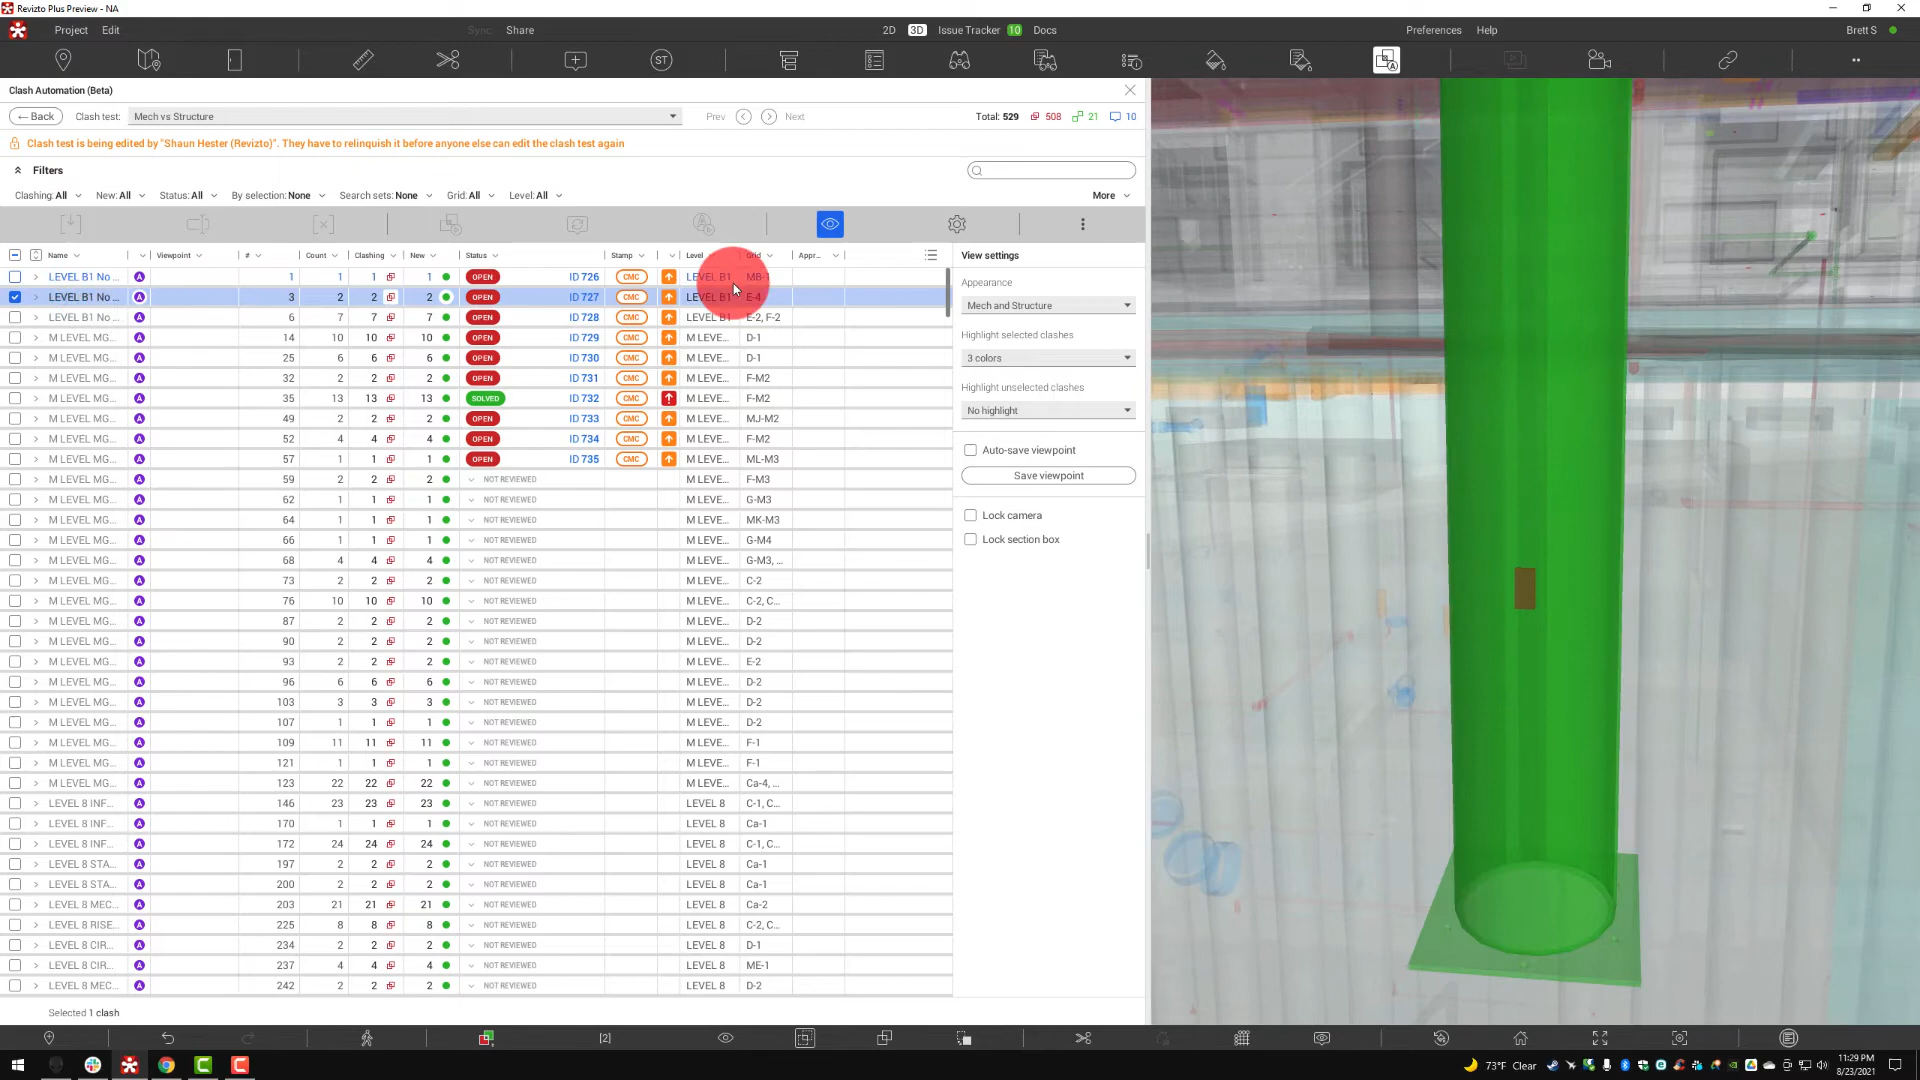 Revizto Plus Preview - NA
Project Edit Sync Share 2D 3D Issue Tracker 10 Docs Preferences Help Brett S
ST
Clash Automation (Beta)
← Back Clash test: Mech vs Structure Prev Next Total: 529 508 21 10
Clash test is being edited by "Shaun Hester (Revizto)". They have to relinquish it before anyone else can edit the clash test again
Filters
Clashing: All New: All Status: All By selection: None Search sets: None Grid: All Level: All More
Name Viewpoint # Count Clashing New Status Stamp Level Grid Appr... View settings
LEVEL B1 No ... A 1 1 1 1 OPEN ID 726 CMC LEVEL B1 MB-1
LEVEL B1 No ... A 3 2 2 2 OPEN ID 727 CMC LEVEL B1 E-4
LEVEL B1 No ... A 6 7 7 7 OPEN ID 728 CMC LEVEL B1 E-2, F-2
M LEVEL MG... A 14 10 10 10 OPEN ID 729 CMC M LEVE... D-1
M LEVEL MG... A 25 6 6 6 OPEN ID 730 CMC M LEVE... D-1
M LEVEL MG... A 32 2 2 2 OPEN ID 731 CMC M LEVE... F-M2
M LEVEL MG... A 35 13 13 13 SOLVED ID 732 CMC M LEVE... F-M2
M LEVEL MG... A 49 2 2 2 OPEN ID 733 CMC M LEVE... MJ-M2
M LEVEL MG... A 52 4 4 4 OPEN ID 734 CMC M LEVE... F-M2
M LEVEL MG... A 57 1 1 1 OPEN ID 735 CMC M LEVE... ML-M3
M LEVEL MG... A 59 2 2 2 NOT REVIEWED M LEVE... F-M3
M LEVEL MG... A 62 1 1 1 NOT REVIEWED M LEVE... G-M3
M LEVEL MG... A 64 1 1 1 NOT REVIEWED M LEVE... MK-M3
M LEVEL MG... A 66 1 1 1 NOT REVIEWED M LEVE... G-M4
M LEVEL MG... A 68 4 4 4 NOT REVIEWED M LEVE... G-M3, ...
M LEVEL MG... A 73 2 2 2 NOT REVIEWED M LEVE... C-2
M LEVEL MG... A 76 10 10 10 NOT REVIEWED M LEVE... C-2, C...
M LEVEL MG... A 87 2 2 2 NOT REVIEWED M LEVE... D-2
M LEVEL MG... A 90 2 2 2 NOT REVIEWED M LEVE... D-2
M LEVEL MG... A 93 2 2 2 NOT REVIEWED M LEVE... E-2
M LEVEL MG... A 96 6 6 6 NOT REVIEWED M LEVE... D-2
M LEVEL MG... A 103 3 3 3 NOT REVIEWED M LEVE... D-2
M LEVEL MG... A 107 1 1 1 NOT REVIEWED M LEVE... D-2
M LEVEL MG... A 109 11 11 11 NOT REVIEWED M LEVE... F-1
M LEVEL MG... A 121 1 1 1 NOT REVIEWED M LEVE... F-1
M LEVEL MG... A 123 22 22 22 NOT REVIEWED M LEVE... Ca-4, ...
LEVEL 8 INF... A 146 23 23 23 NOT REVIEWED LEVEL 8 C-1, C...
LEVEL 8 INF... A 170 1 1 1 NOT REVIEWED LEVEL 8 Ca-1
LEVEL 8 INF... A 172 24 24 24 NOT REVIEWED LEVEL 8 C-1, C...
LEVEL 8 STA... A 197 2 2 2 NOT REVIEWED LEVEL 8 Ca-1
LEVEL 8 STA... A 200 2 2 2 NOT REVIEWED LEVEL 8 Ca-1
LEVEL 8 MEC... A 203 21 21 21 NOT REVIEWED LEVEL 8 Ca-2
LEVEL 8 RISE... A 225 8 8 8 NOT REVIEWED LEVEL 8 C-2, C...
LEVEL 8 CIR... A 234 2 2 2 NOT REVIEWED LEVEL 8 D-1
LEVEL 8 CIR... A 237 4 4 4 NOT REVIEWED LEVEL 8 ME-1
LEVEL 8 MEC... A 242 2 2 2 NOT REVIEWED LEVEL 8 D-2
Appearance
Mech and Structure
Highlight selected clashes
3 colors
Highlight unselected clashes
No highlight
Auto-save viewpoint
Save viewpoint
Lock camera
Lock section box
Selected 1 clash
[2]
73°F Clear
11:29 PM
8/23/2021